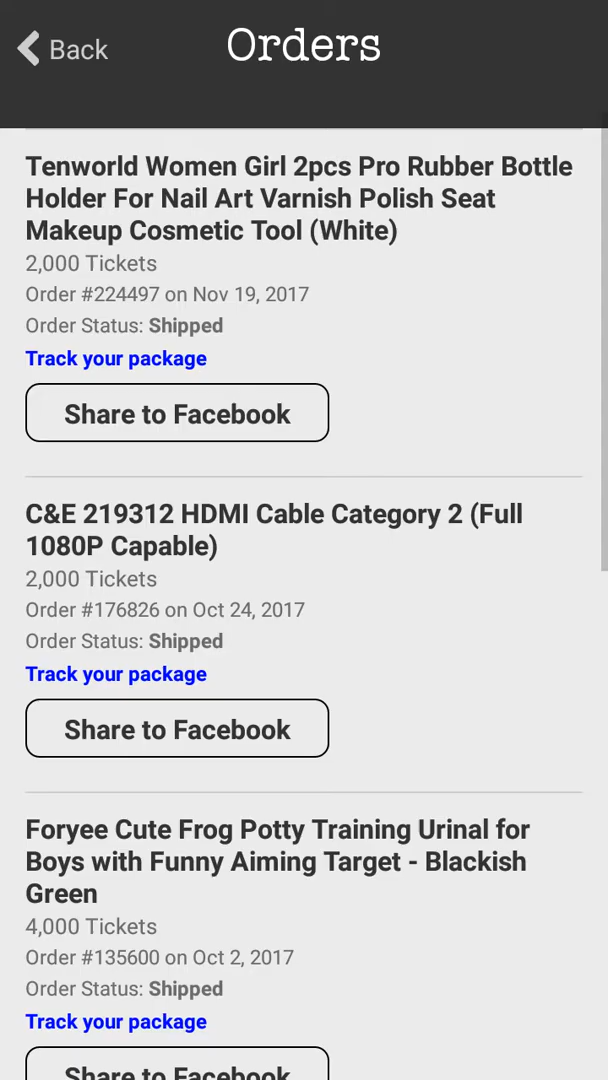 Back
Orders
Tenworld Women Girl 2pcs Pro Rubber Bottle
Holder For Nail Art Varnish Polish Seat
Makeup Cosmetic Tool (White)
2,000 Tickets
Order #224497 on Nov 19, 2017
Order Status: Shipped
Track your package
Share to Facebook
C&E 219312 HDMI Cable Category 2 (Full
1080P Capable)
2,000 Tickets
Order #176826 on Oct 24, 2017
Order Status: Shipped
Track your package
Share to Facebook
Foryee Cute Frog Potty Training Urinal for
Boys with Funny Aiming Target - Blackish
Green
4,000 Tickets
Order #135600 on Oct 2, 2017
Order Status: Shipped
Track your package
Share to Facebook